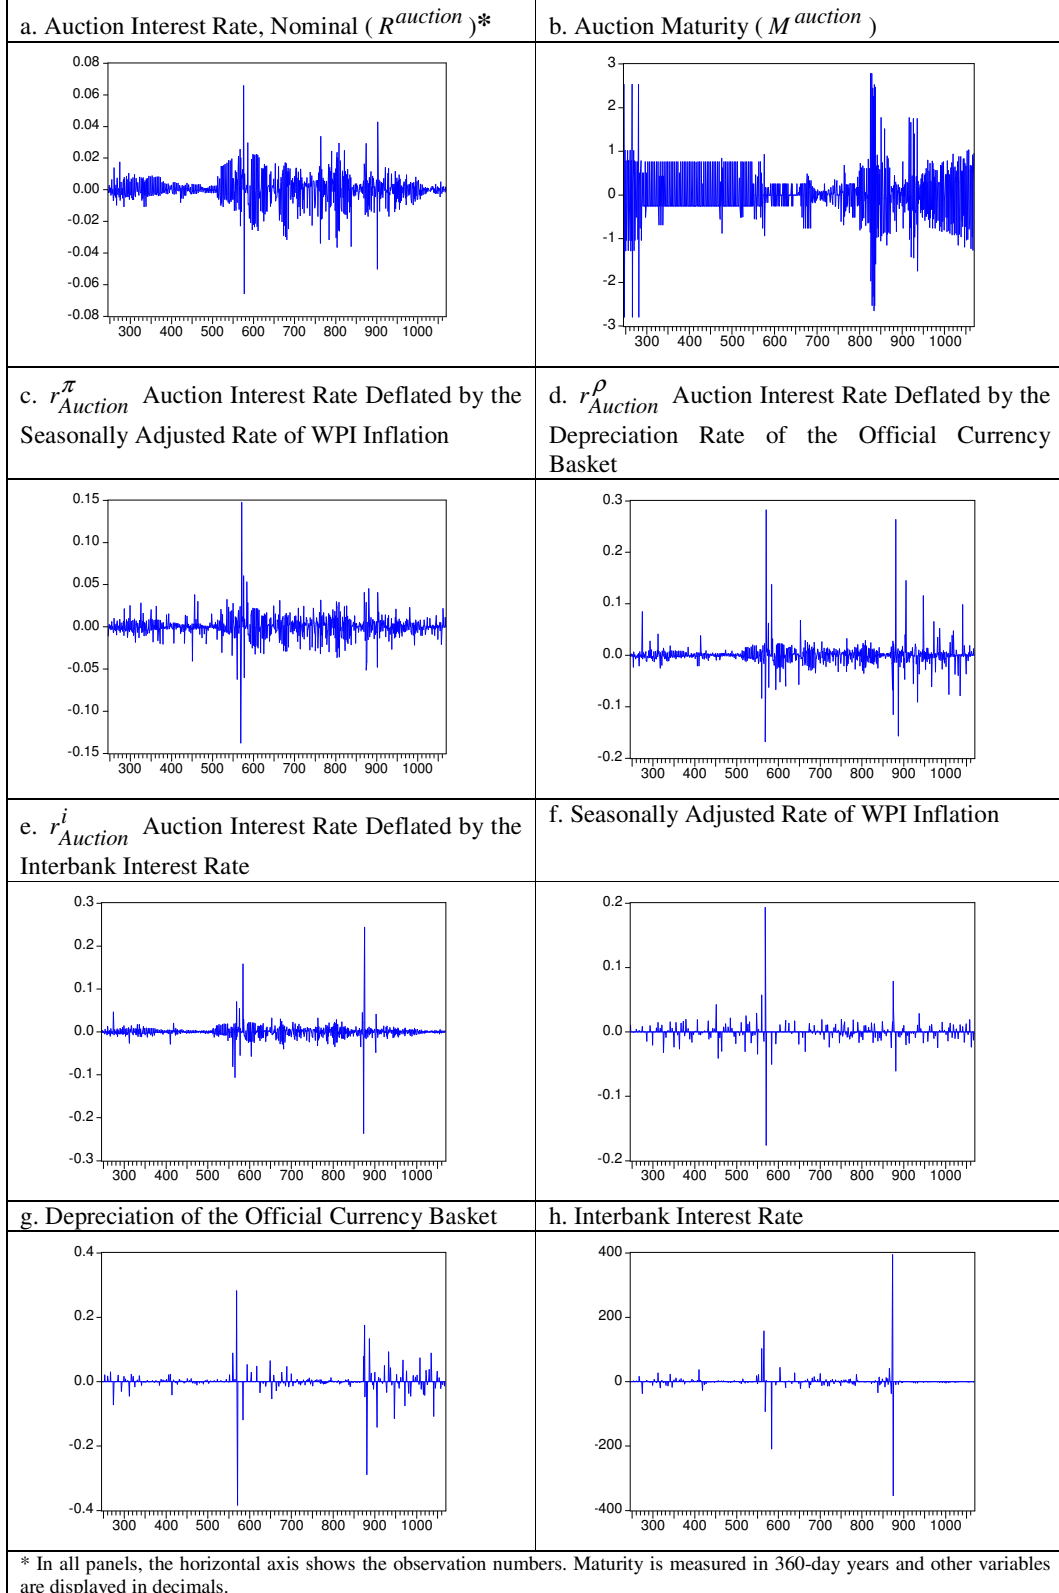 a. Auction Interest Rate, Nominal ( R^auction )*
b. Auction Maturity ( M^auction )
0.08
0.06
0.04
0.02
0.00
-0.02
-0.04
-0.06
-0.08
300 400 500 600 700 800 900 1000
3
2
1
0
-1
-2
-3
300 400 500 600 700 800 900 1000
c. r^π_Auction Auction Interest Rate Deflated by the
Seasonally Adjusted Rate of WPI Inflation
d. r^ρ_Auction Auction Interest Rate Deflated by the
Depreciation Rate of the Official Currency
Basket
0.15
0.10
0.05
0.00
-0.05
-0.10
-0.15
300 400 500 600 700 800 900 1000
0.3
0.2
0.1
0.0
-0.1
-0.2
300 400 500 600 700 800 900 1000
e. r^i_Auction Auction Interest Rate Deflated by the
Interbank Interest Rate
f. Seasonally Adjusted Rate of WPI Inflation
0.3
0.2
0.1
0.0
-0.1
-0.2
-0.3
300 400 500 600 700 800 900 1000
0.2
0.1
0.0
-0.1
-0.2
300 400 500 600 700 800 900 1000
g. Depreciation of the Official Currency Basket
h. Interbank Interest Rate
0.4
0.2
0.0
-0.2
-0.4
300 400 500 600 700 800 900 1000
400
200
0
-200
-400
300 400 500 600 700 800 900 1000
* In all panels, the horizontal axis shows the observation numbers. Maturity is measured in 360-day years and other variables
are displayed in decimals.